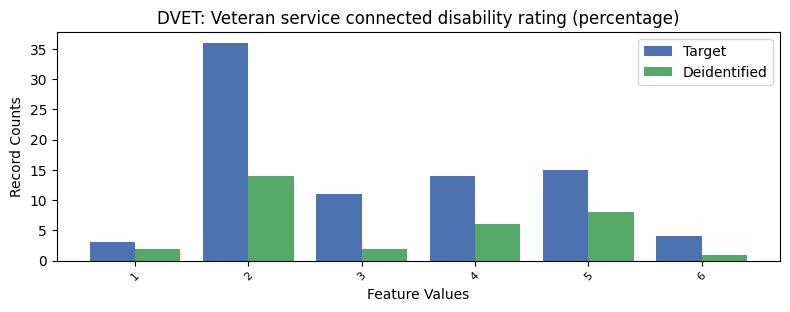 DVET: Veteran service connected disability rating (percentage)
Target
Deidentified
Record Counts
35
30
25
20
15
10
5
0
1 2 3 4 5 6
Feature Values